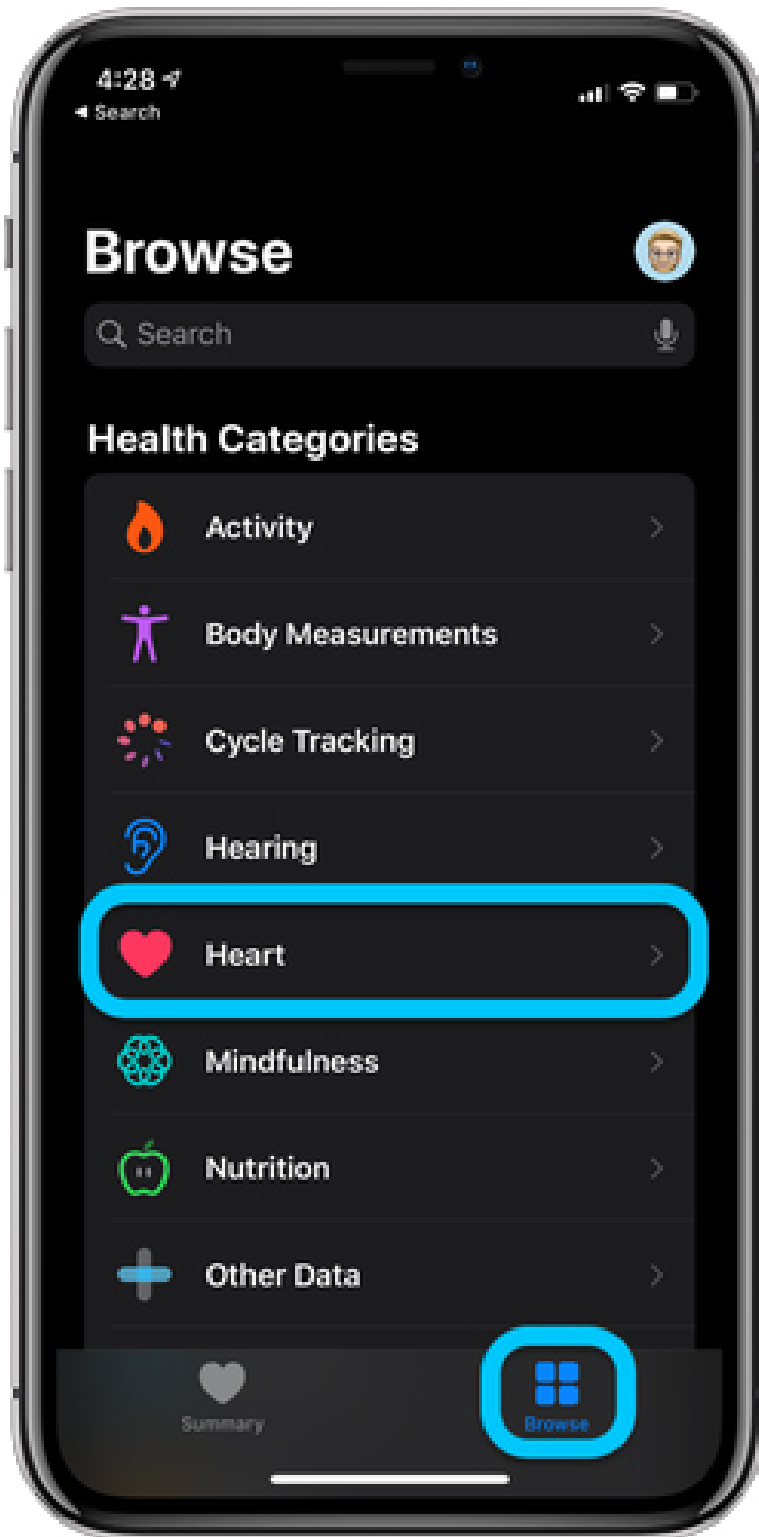 4:28
◀ Search
Browse
Search
Health Categories
Activity
Body Measurements
Cycle Tracking
Hearing
Heart
Mindfulness
Nutrition
Other Data
Summary
Browse